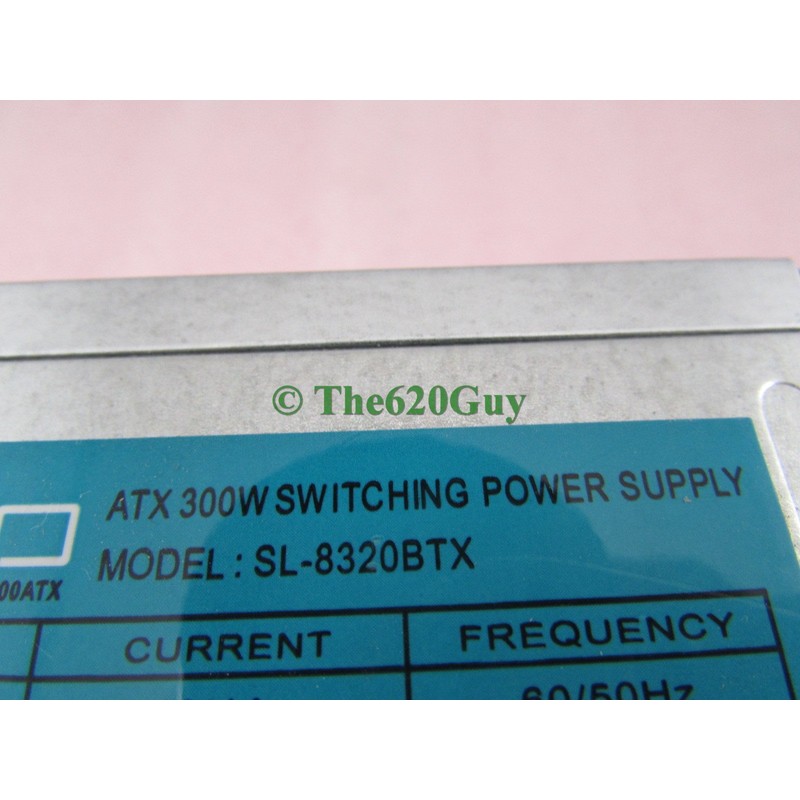 © The620Guy
ATX 300W SWITCHING POWER SUPPLY
MODEL : SL-8320BTX
00ATX
CURRENT FREQUENCY
60/50Hz